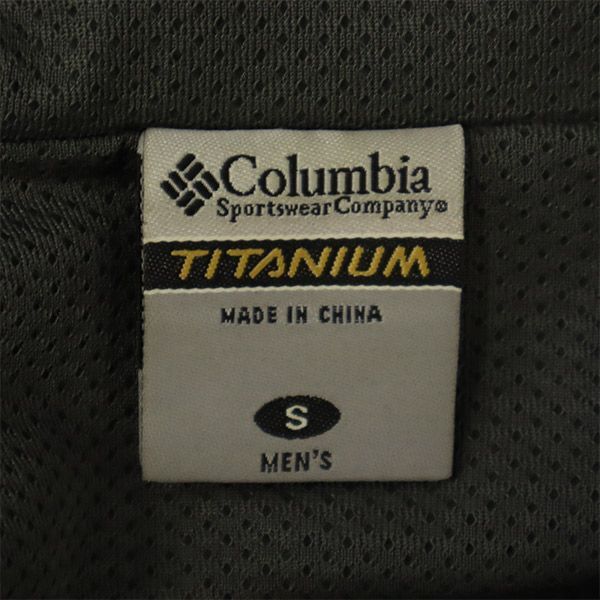 Columbia
Sportswear Company®
TITANIUM
MADE IN CHINA
S
MEN'S